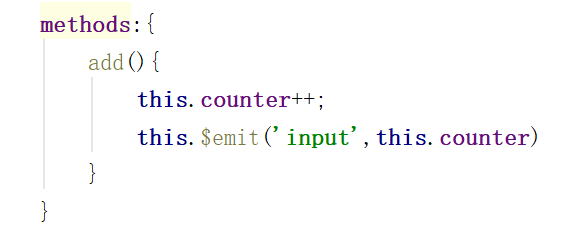 methods:{
add(){
this.counter++;
this.$emit('input',this.counter)
}
}